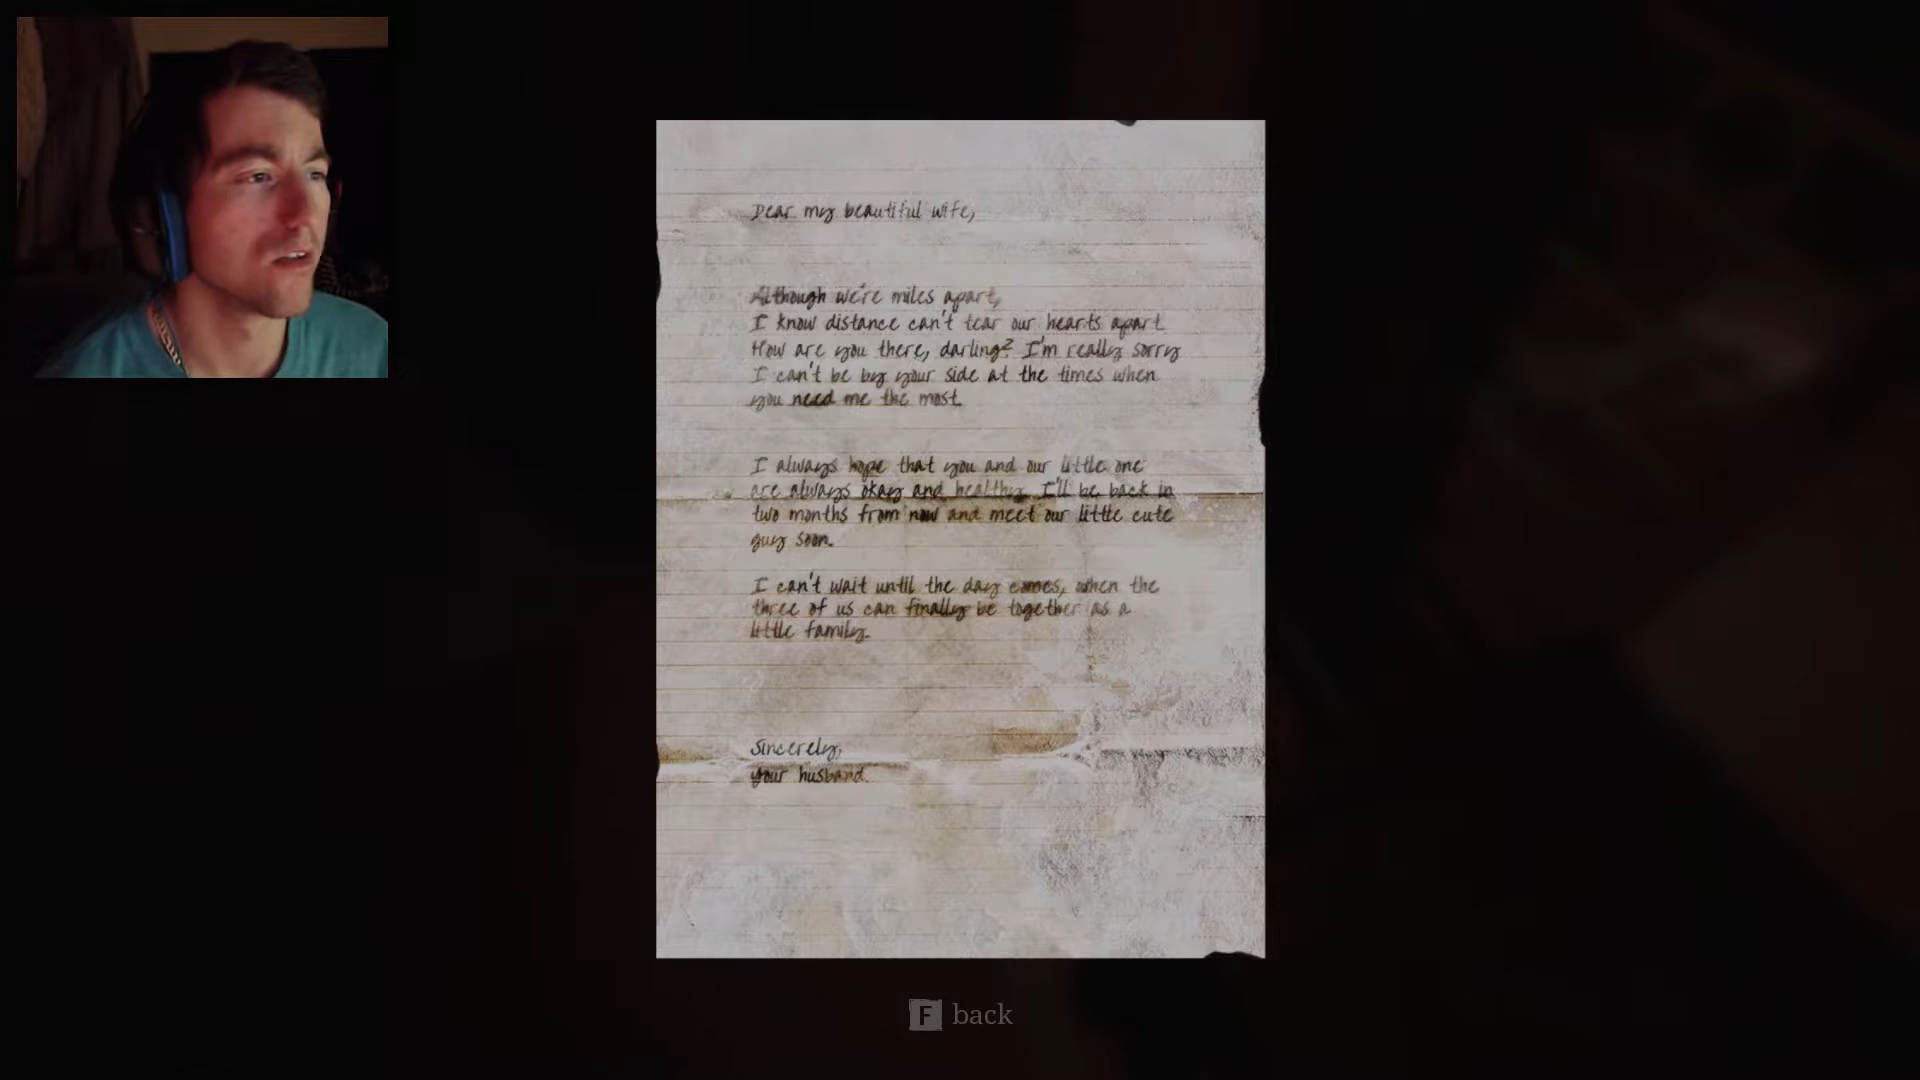 Dear my beautiful wife,
Although we're miles apart,
I know distance can't tear our hearts apart
How are you there, darling? I'm really sorry
I can't be by your side at the times when
you need me the most.
I always hope that you and our little one
are always okay and healthy. I'll be back in
two months from now and meet our little cute
guy soon.
I can't wait until the day comes, when the
three of us can finally be together as a
little family.
Sincerely,
your husband.
F back